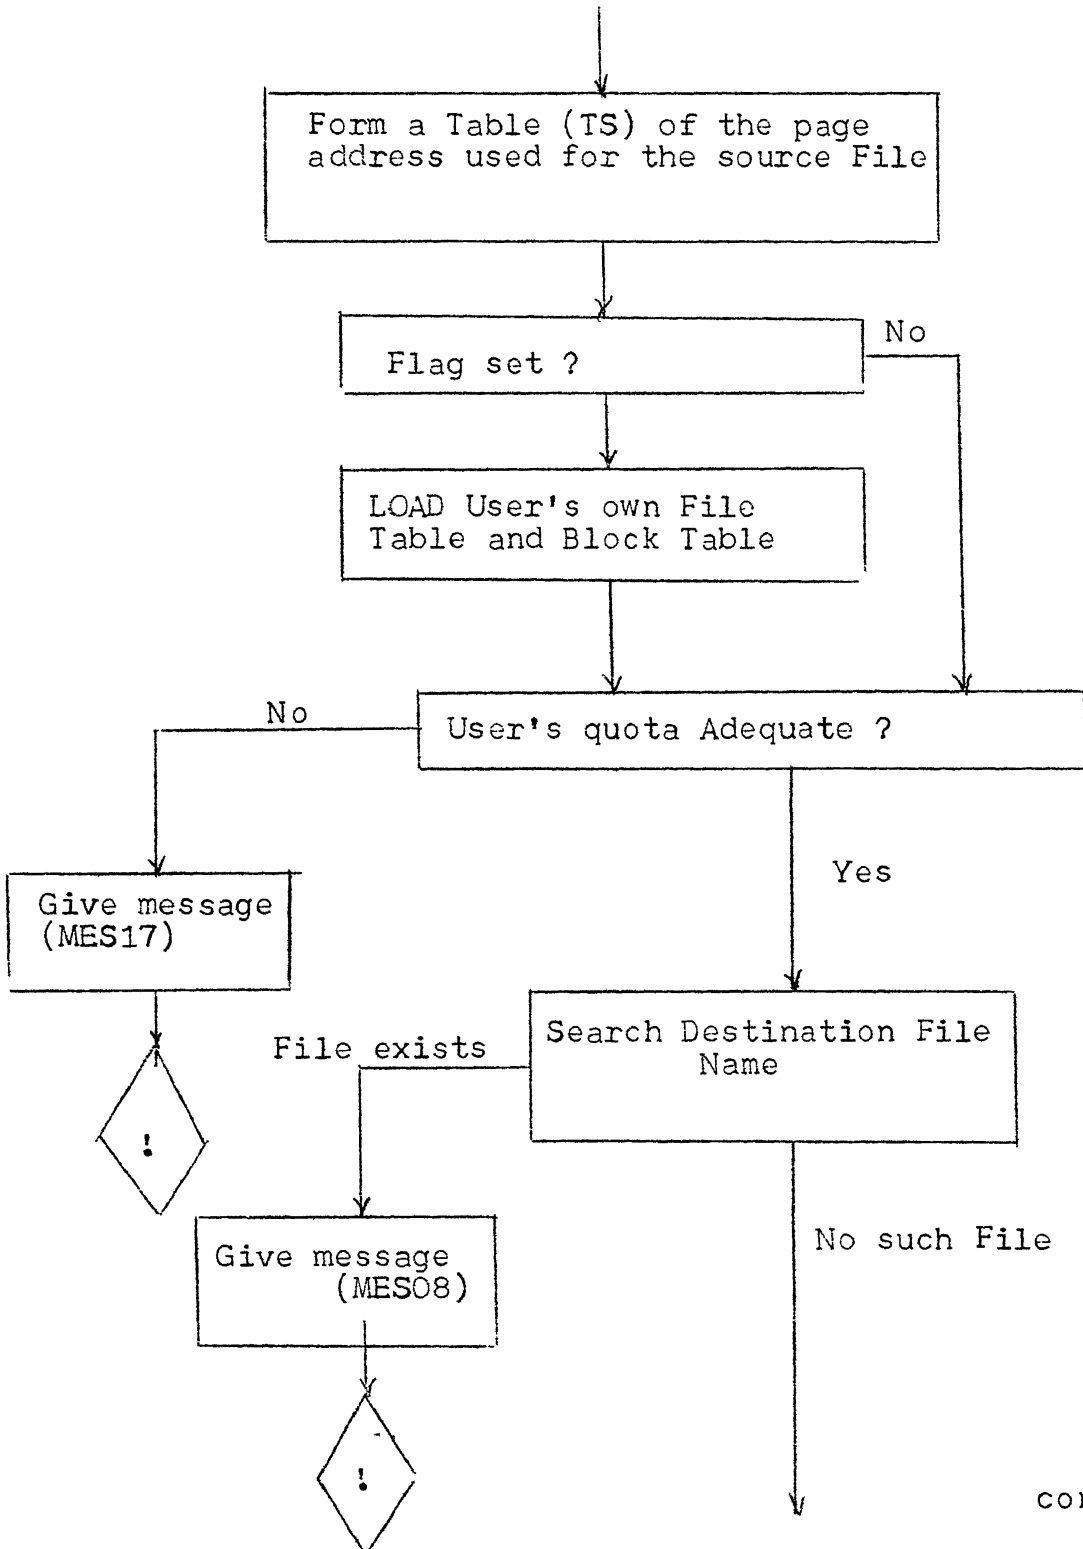 Form a Table (TS) of the page
address used for the source File
Flag set ?
No
LOAD User's own File
Table and Block Table
No
User's quota Adequate ?
Yes
Give message
(MES17)
!
File exists
Search Destination File
Name
No such File
Give message
(MES08)
!